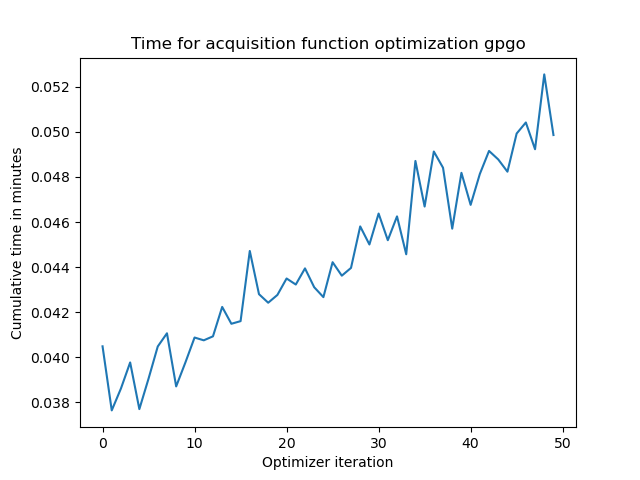 Time for acquisition function optimization gpgo
0.052
0.050
0.048
0.046
0.044
0.042
0.040
0.038
Cumulative time in minutes
0 10 20 30 40 50
Optimizer iteration